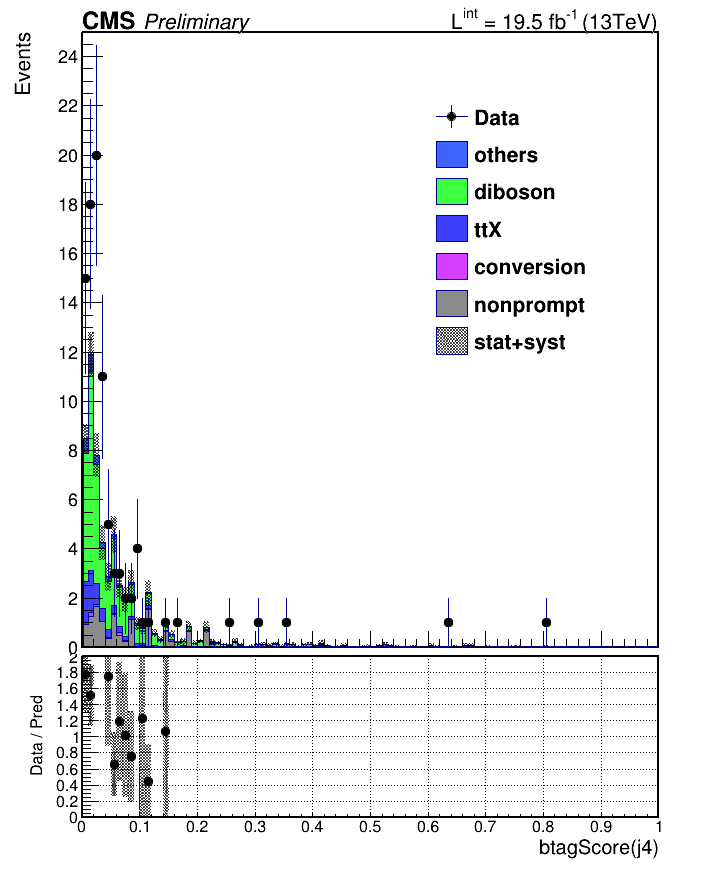 CMS Preliminary
L^int = 19.5 fb^-1 (13TeV)
Events
24
22
20
18
16
14
12
10
8
6
4
2
0
Data
others
diboson
ttX
conversion
nonprompt
stat+syst
Data / Pred
2
1.8
1.6
1.4
1.2
1
0.8
0.6
0.4
0.2
0
0 0.1 0.2 0.3 0.4 0.5 0.6 0.7 0.8 0.9 1
btagScore(j4)